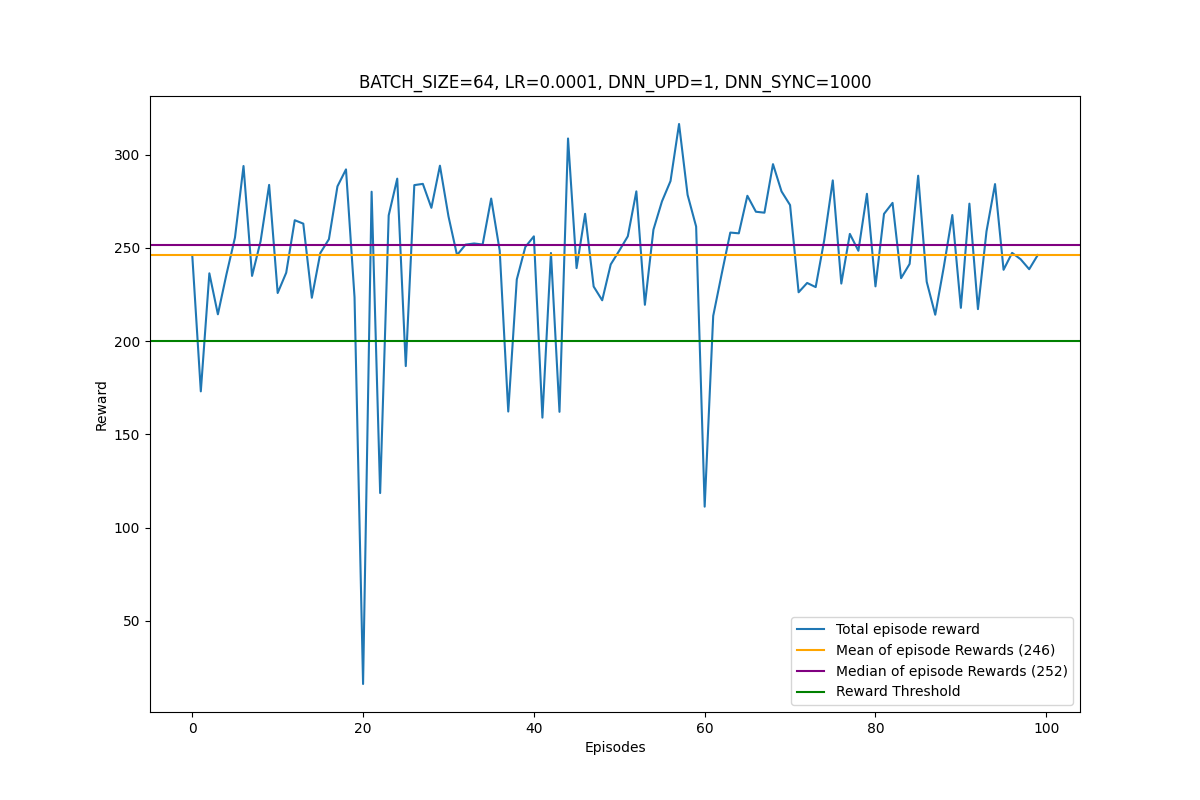 BATCH_SIZE=64, LR=0.0001, DNN_UPD=1, DNN_SYNC=1000
300
250
200
150
100
50
Reward
Total episode reward
Mean of episode Rewards (246)
Median of episode Rewards (252)
Reward Threshold
0 20 40 60 80 100
Episodes